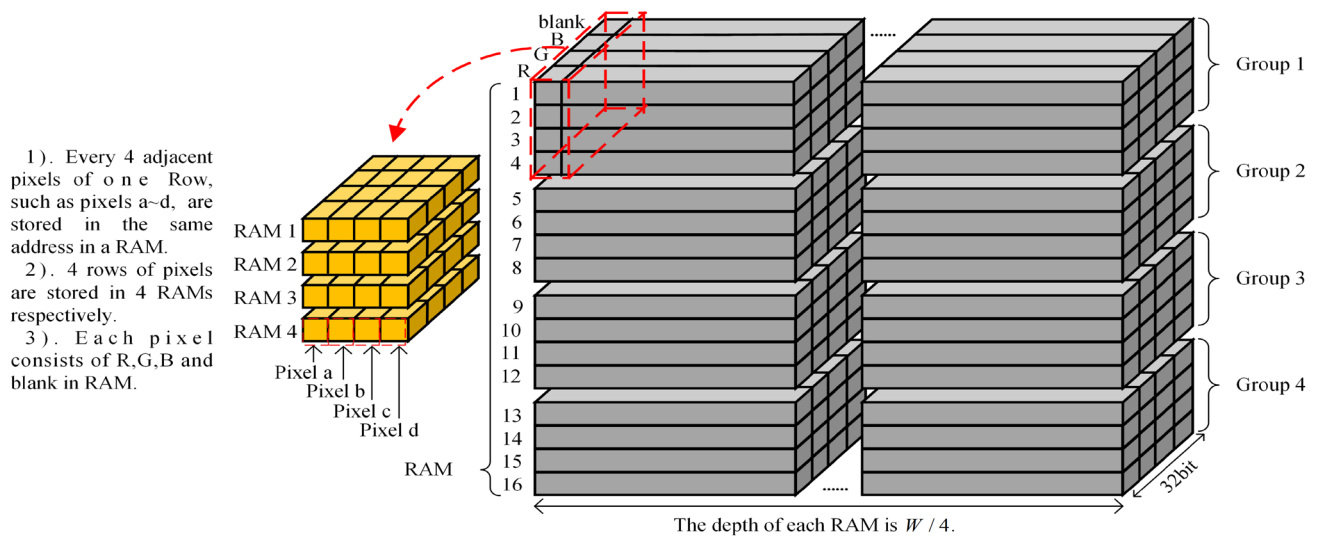 1). Every 4 adjacent
pixels of one Row,
such as pixels a~d, are
stored in the same
address in a RAM.
2). 4 rows of pixels
are stored in 4 RAMs
respectively.
3). Each pixel
consists of R,G,B and
blank in RAM.
RAM 1
RAM 2
RAM 3
RAM 4
Pixel a
Pixel b
Pixel c
Pixel d
blank
B
G
R
1
2
3
4
5
6
7
8
9
10
11
12
13
14
15
16
RAM
......
......
Group 1
Group 2
Group 3
Group 4
32bit
The depth of each RAM is W / 4.